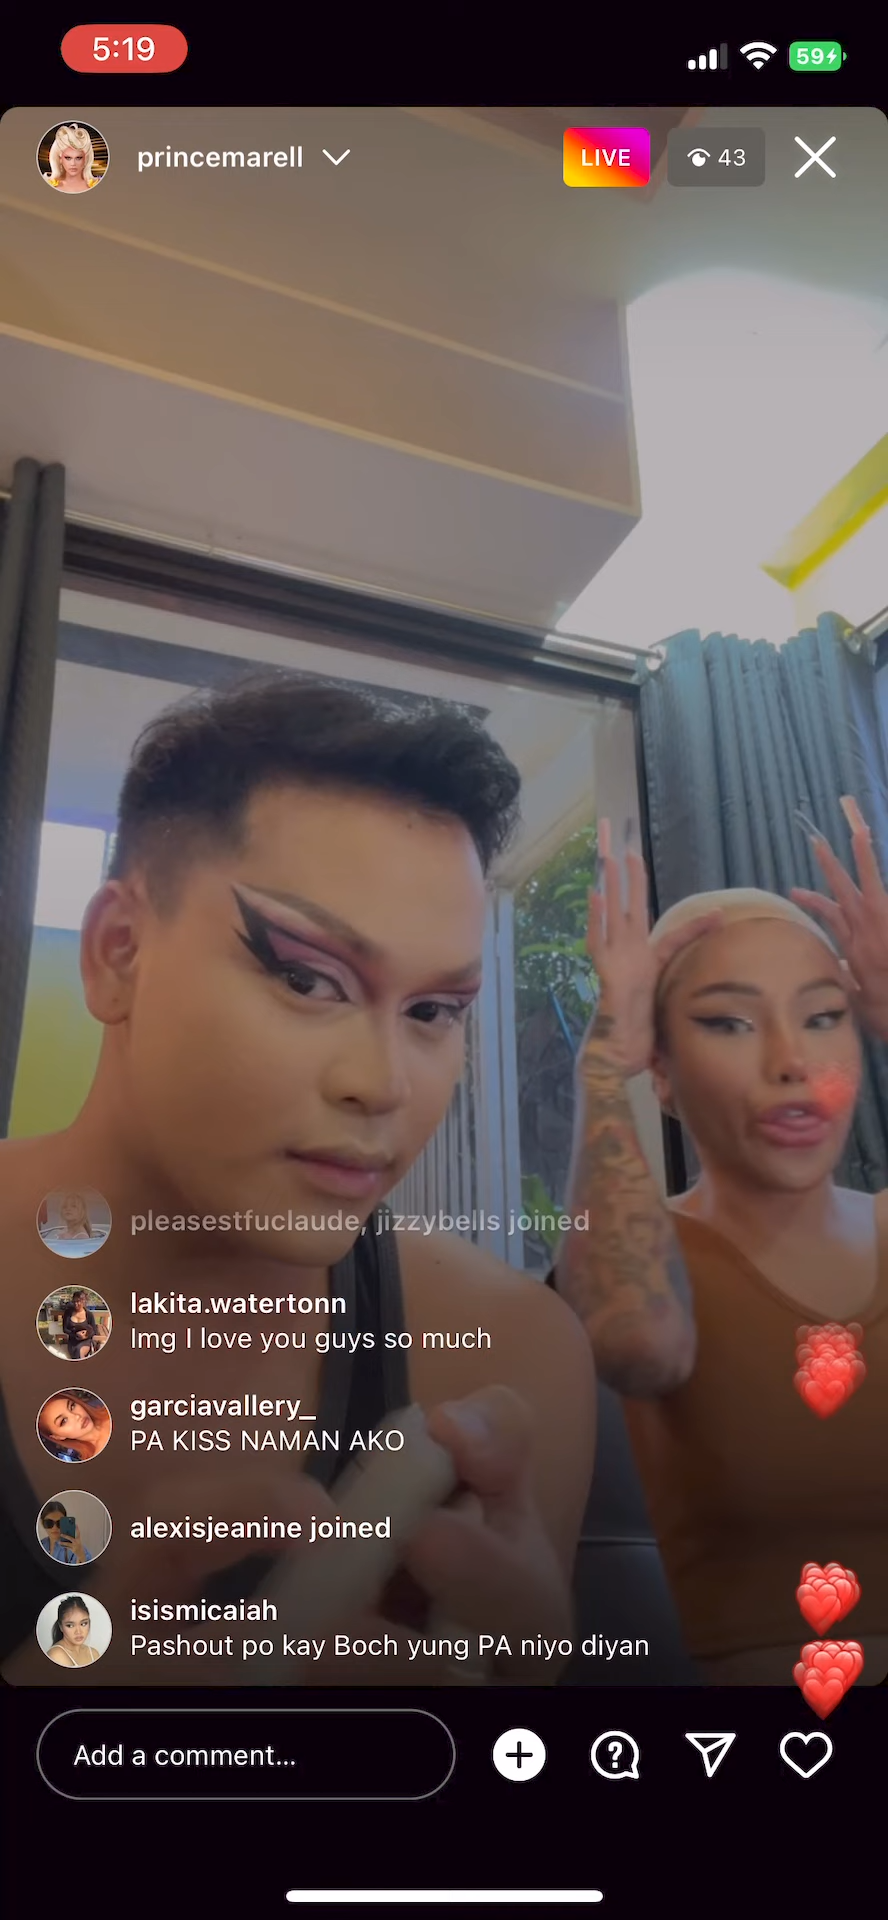 5:19
59
princemarell
LIVE
43
pleasestfuclaude, jizzybells joined
lakita.watertonn
Img I love you guys so much
garciavallery_
PA KISS NAMAN AKO
alexisjeanine joined
isismicaiah
Pashout po kay Boch yung PA niyo diyan
Add a comment...